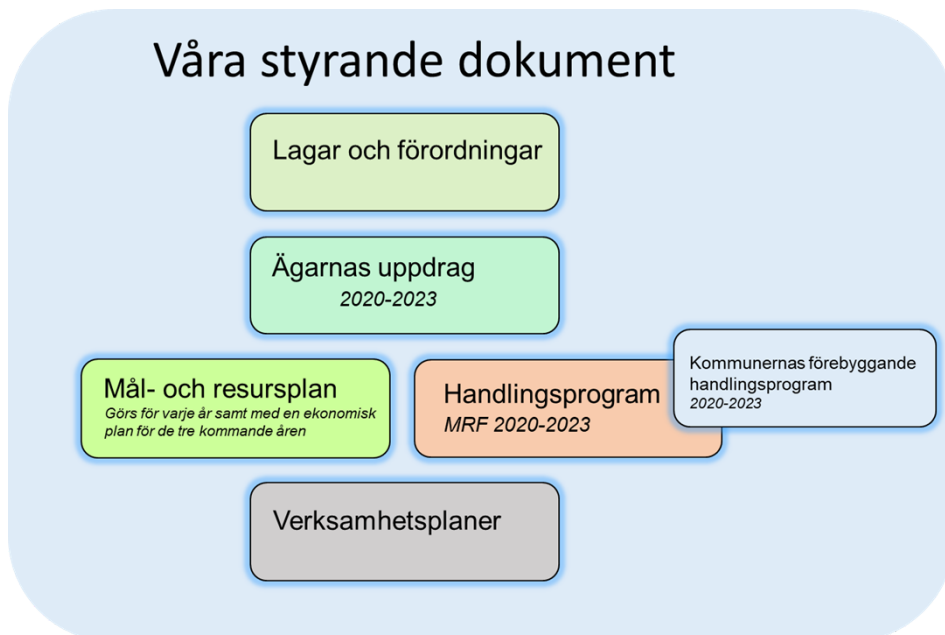 Våra styrande dokument
Lagar och förordningar
Ägarnas uppdrag
2020-2023
Mål- och resursplan
Görs för varje år samt med en ekonomisk
plan för de tre kommande åren
Handlingsprogram
MRF 2020-2023
Kommunernas förebyggande
handlingsprogram
2020-2023
Verksamhetsplaner